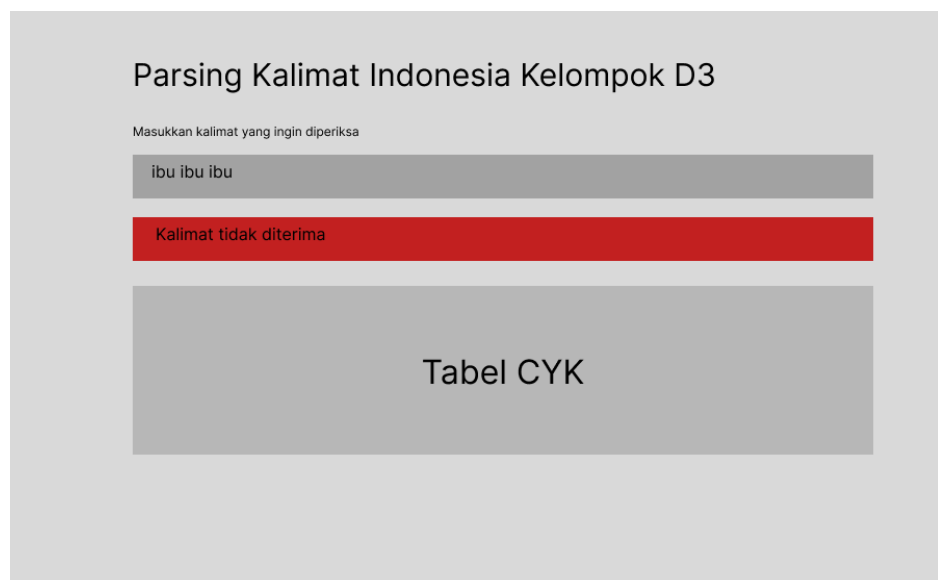 Parsing Kalimat Indonesia Kelompok D3
Masukkan kalimat yang ingin diperiksa
ibu ibu ibu
Kalimat tidak diterima
Tabel CYK